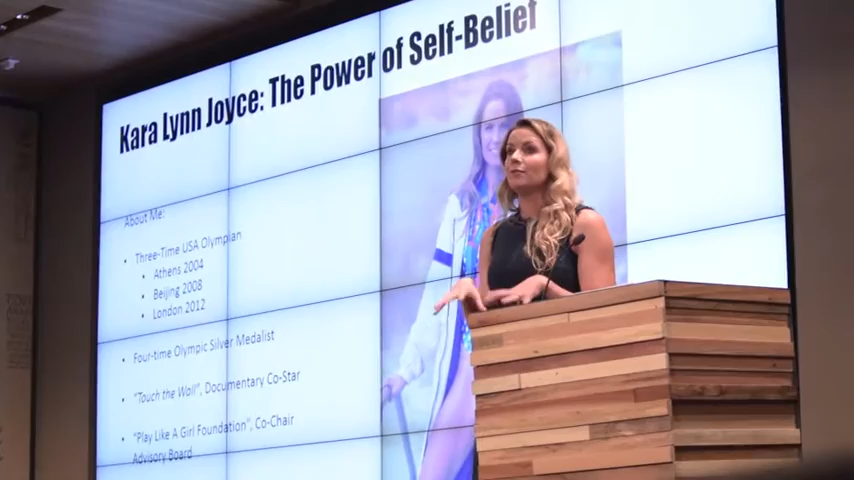 Kara Lynn Joyce: The Power of Self-Belief
About Me:
• Three-Time USA Olympian
• Athens 2004
• Beijing 2008
• London 2012
• Four-time Olympic Silver Medalist
• "Touch the Wall", Documentary Co-Star
• "Play Like A Girl Foundation", Co-Chair
Advisory Board